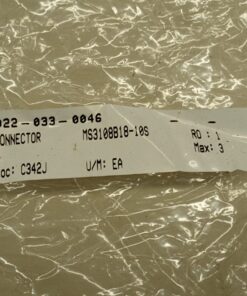 022-033-0046 - -
ONNECTOR MS3108B18-10S RO: 1
Max: 3
oc: C342J U/M: EA